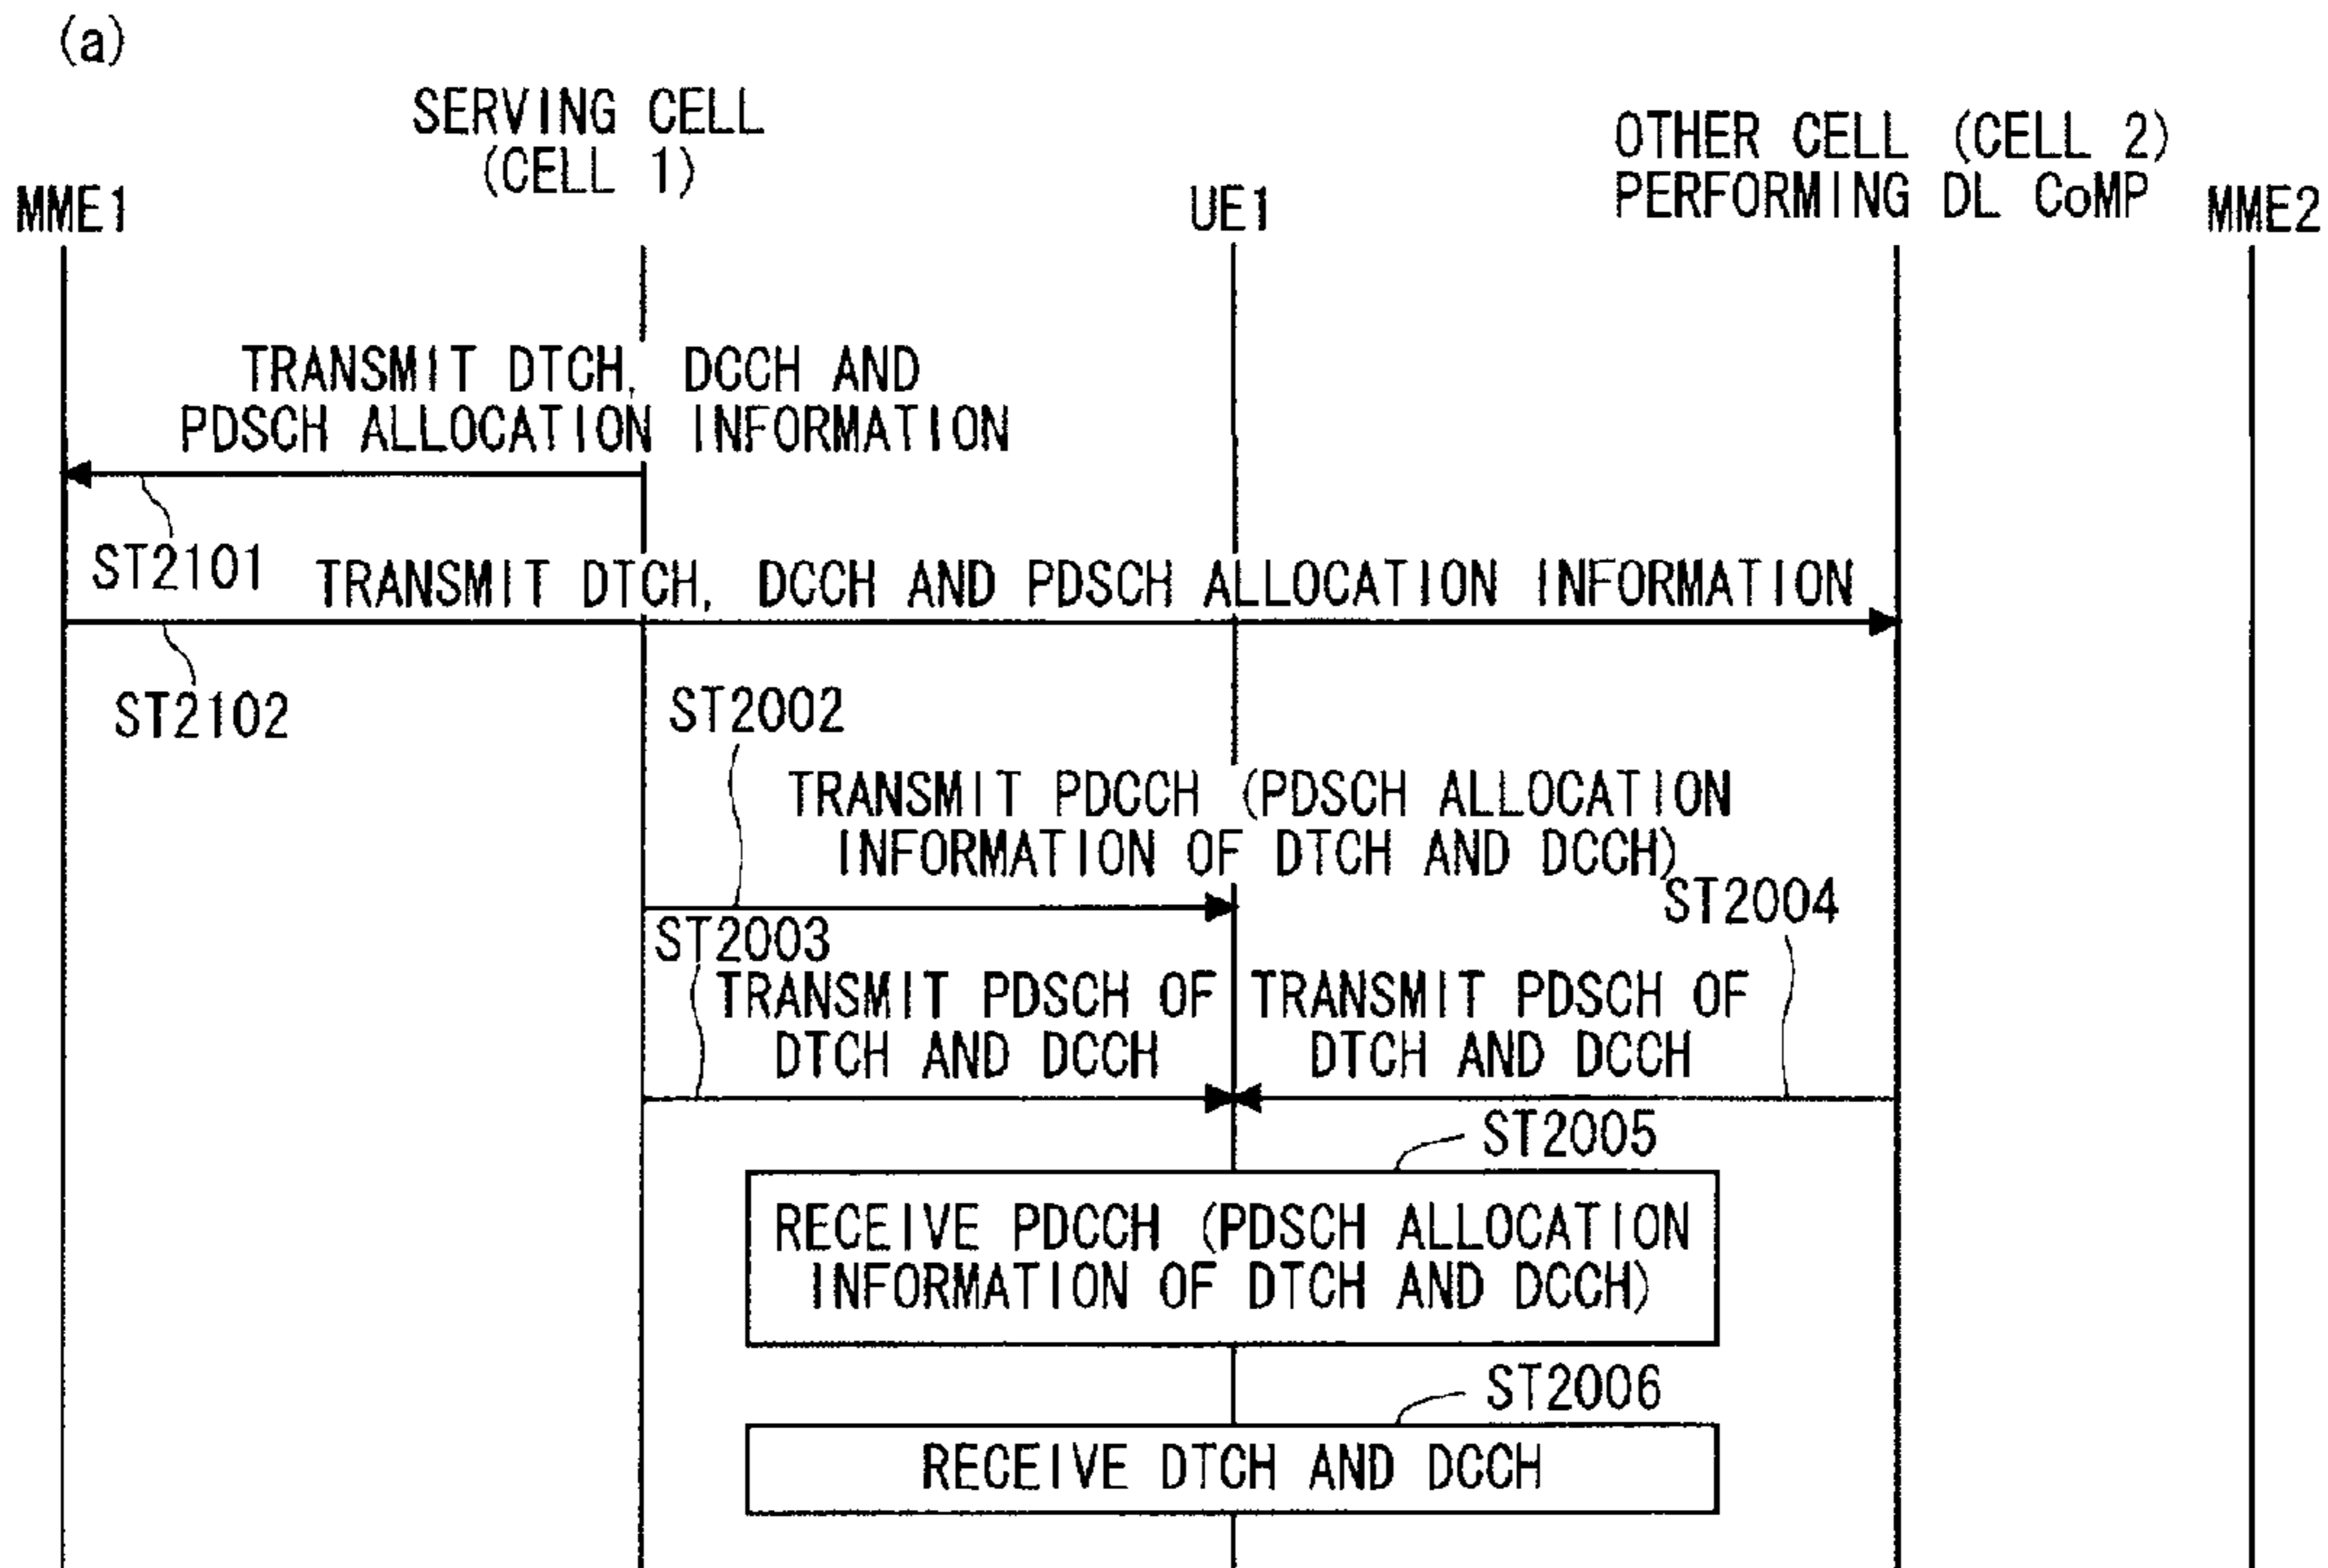 (a)
SERVING CELL
(CELL 1)
OTHER CELL (CELL 2)
PERFORMING DL CoMP
MME1
UE1
MME2
TRANSMIT DTCH, DCCH AND
PDSCH ALLOCATION INFORMATION
ST2101
TRANSMIT DTCH, DCCH AND PDSCH ALLOCATION INFORMATION
ST2102
ST2002
TRANSMIT PDCCH (PDSCH ALLOCATION
INFORMATION OF DTCH AND DCCH)
ST2004
ST2003
TRANSMIT PDSCH OF
DTCH AND DCCH
TRANSMIT PDSCH OF
DTCH AND DCCH
ST2005
RECEIVE PDCCH (PDSCH ALLOCATION
INFORMATION OF DTCH AND DCCH)
ST2006
RECEIVE DTCH AND DCCH